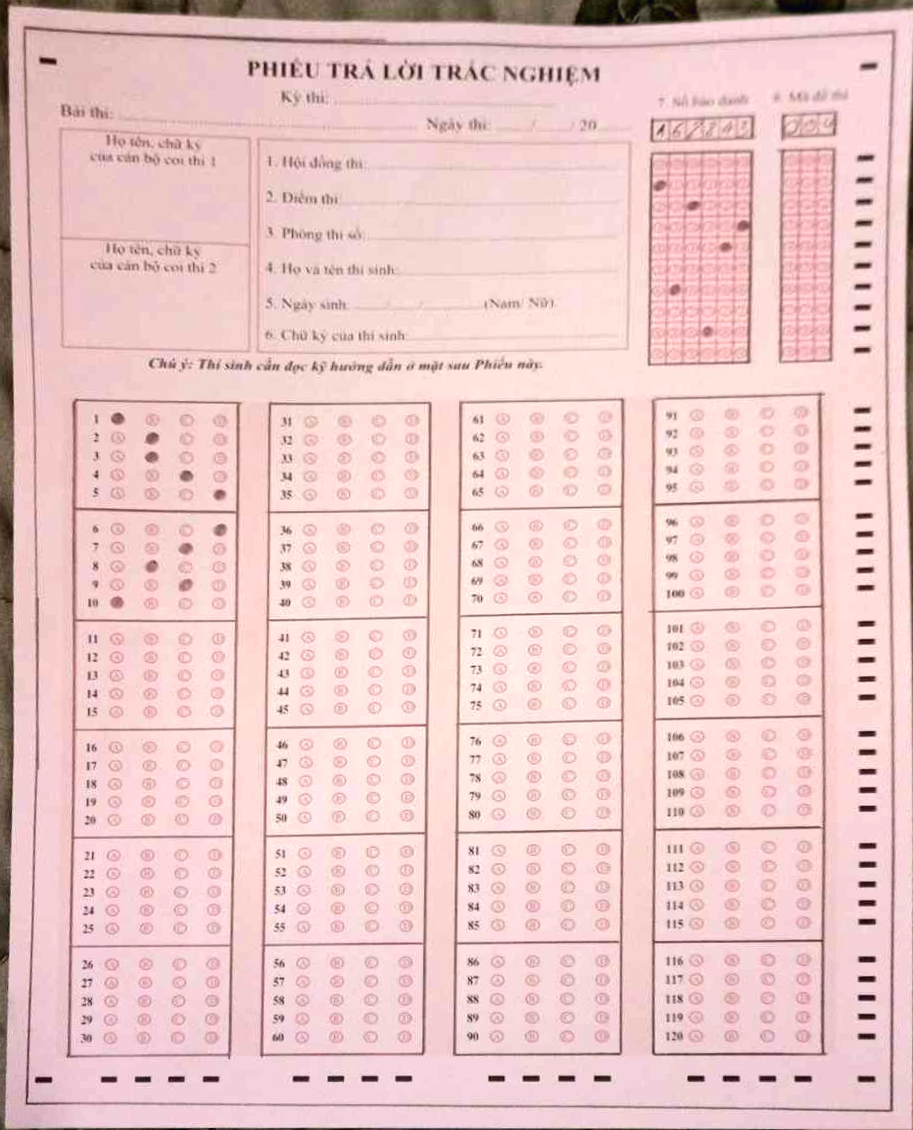 PHIẾU TRẢ LỜI TRẮC NGHIỆM
Kỳ thi:
Bài thi:
Ngày thi: / / 20
7. Số báo danh
8. Mã đề thi
Họ tên, chữ ký
của cán bộ coi thi 1
Họ tên, chữ ký
của cán bộ coi thi 2
1. Hội đồng thi:
2. Điểm thi
3. Phòng thi số:
4. Họ và tên thí sinh:
5. Ngày sinh / / (Nam/ Nữ)
6. Chữ ký của thí sinh
Chú ý: Thí sinh cần đọc kỹ hướng dẫn ở mặt sau Phiếu này.
1 B C D
2 A C D
3 A C D
4 A B D
5 A B C
6 A B C
7 A B D
8 A C D
9 A B D
10 B C D
11 A B C D
12 A B C D
13 A B C D
14 A B C D
15 A B C D
16 A B C D
17 A B C D
18 A B C D
19 A B C D
20 A B C D
21 A B C D
22 A B C D
23 A B C D
24 A B C D
25 A B C D
26 A B C D
27 A B C D
28 A B C D
29 A B C D
30 A B C D
31 A B C D
32 A B C D
33 A B C D
34 A B C D
35 A B C D
36 A B C D
37 A B C D
38 A B C D
39 A B C D
40 A B C D
41 A B C D
42 A B C D
43 A B C D
44 A B C D
45 A B C D
46 A B C D
47 A B C D
48 A B C D
49 A B C D
50 A B C D
51 A B C D
52 A B C D
53 A B C D
54 A B C D
55 A B C D
56 A B C D
57 A B C D
58 A B C D
59 A B C D
60 A B C D
61 A B C D
62 A B C D
63 A B C D
64 A B C D
65 A B C D
66 A B C D
67 A B C D
68 A B C D
69 A B C D
70 A B C D
71 A B C D
72 A B C D
73 A B C D
74 A B C D
75 A B C D
76 A B C D
77 A B C D
78 A B C D
79 A B C D
80 A B C D
81 A B C D
82 A B C D
83 A B C D
84 A B C D
85 A B C D
86 A B C D
87 A B C D
88 A B C D
89 A B C D
90 A B C D
91 A B C D
92 A B C D
93 A B C D
94 A B C D
95 A B C D
96 A B C D
97 A B C D
98 A B C D
99 A B C D
100 A B C D
101 A B C D
102 A B C D
103 A B C D
104 A B C D
105 A B C D
106 A B C D
107 A B C D
108 A B C D
109 A B C D
110 A B C D
111 A B C D
112 A B C D
113 A B C D
114 A B C D
115 A B C D
116 A B C D
117 A B C D
118 A B C D
119 A B C D
120 A B C D